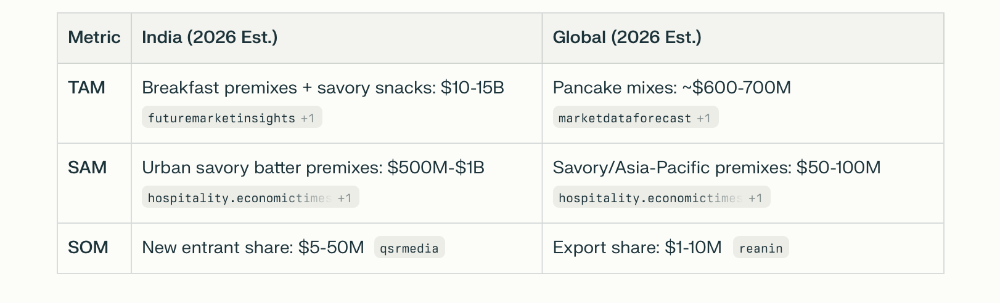 Metric India (2026 Est.) Global (2026 Est.)
TAM Breakfast premixes + savory snacks: $10-15B Pancake mixes: ~$600-700M
futuremarketinsights +1 marketdataforecast +1
SAM Urban savory batter premixes: $500M-$1B Savory/Asia-Pacific premixes: $50-100M
hospitality.economictimes +1 hospitality.economictimes +1
SOM New entrant share: $5-50M qsrmedia Export share: $1-10M reanin